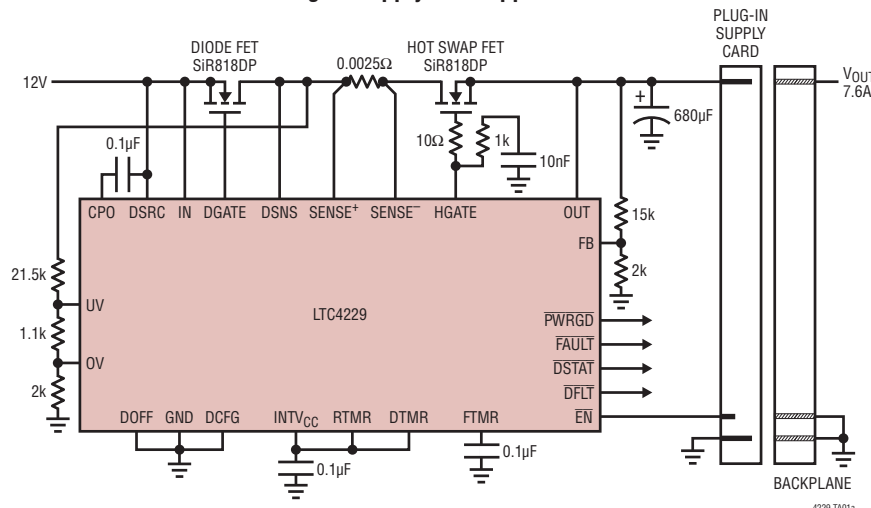 PLUG-IN
SUPPLY
CARD
DIODE FET
SiR818DP
0.0025Ω
HOT SWAP FET
SiR818DP
12V
VOUT
7.6A
+
680µF
0.1µF
10Ω
1k
10nF
CPO DSRC IN DGATE DSNS SENSE+ SENSE− HGATE OUT
15k
FB
2k
21.5k
UV
LTC4229
1.1k
PWRGD
FAULT
OV
DSTAT
2k
DFLT
EN
DOFF GND DCFG INTVCC RTMR DTMR FTMR
0.1µF
0.1µF
BACKPLANE
4229 TA01a